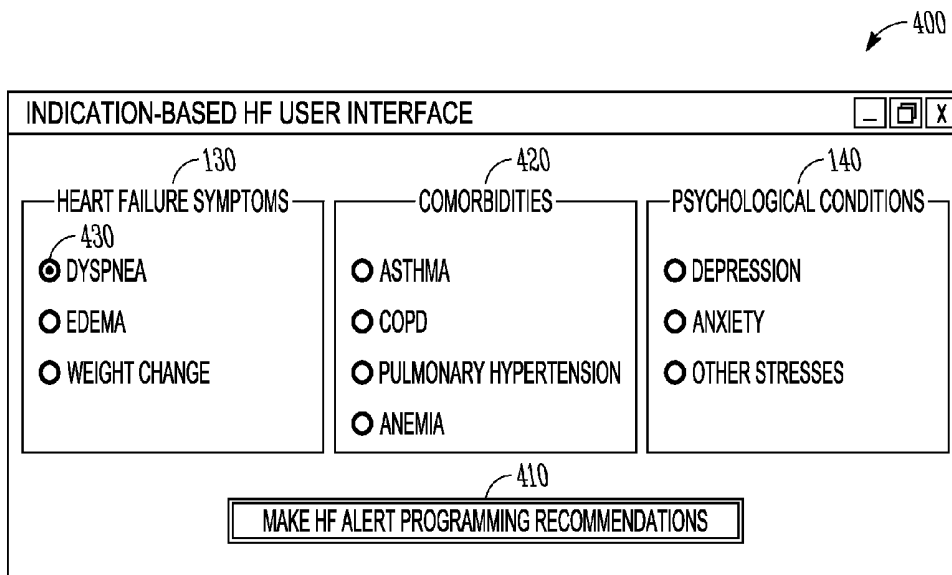 400
INDICATION-BASED HF USER INTERFACE
130
420
140
HEART FAILURE SYMPTOMS
430
DYSPNEA
EDEMA
WEIGHT CHANGE
COMORBIDITIES
ASTHMA
COPD
PULMONARY HYPERTENSION
ANEMIA
PSYCHOLOGICAL CONDITIONS
DEPRESSION
ANXIETY
OTHER STRESSES
410
MAKE HF ALERT PROGRAMMING RECOMMENDATIONS